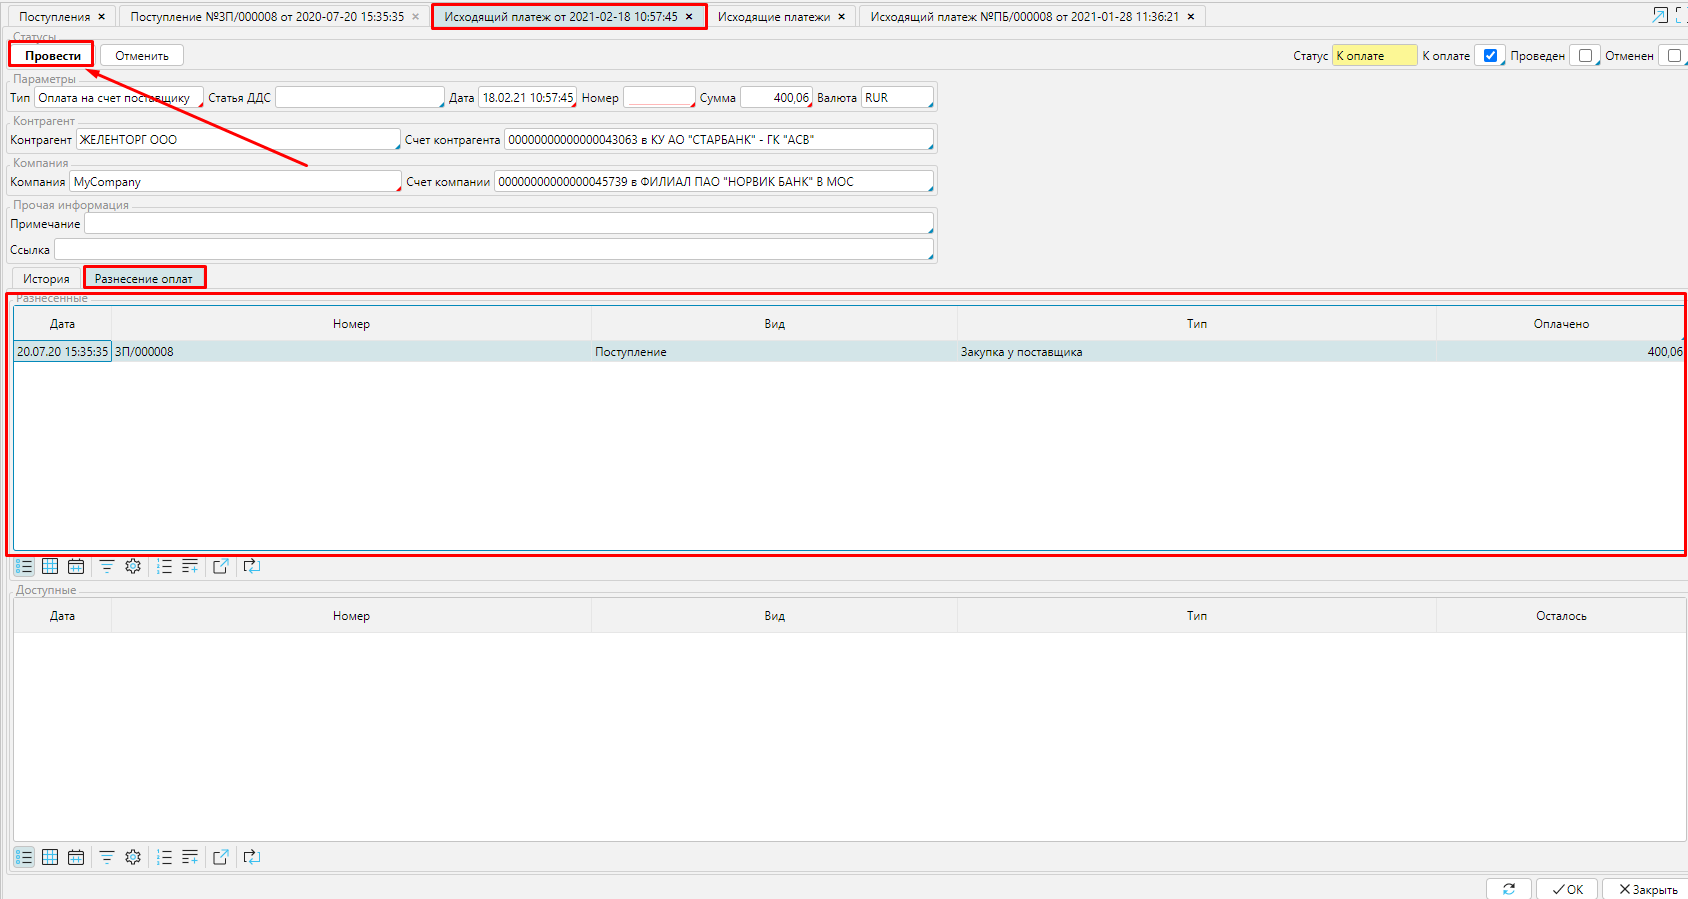 Поступления × Поступление №ЗП/000008 от 2020-07-20 15:35:35 × Исходящий платеж от 2021-02-18 10:57:45 × Исходящие платежи × Исходящий платеж №ПБ/000008 от 2021-01-28 11:36:21 ×
Статусы
Провести Отменить Статус К оплате К оплате Проведен Отменен
Параметры
Тип Оплата на счет поставщику Статья ДДС Дата 18.02.21 10:57:45 Номер Сумма 400,06 Валюта RUR
Контрагент
Контрагент ЖЕЛЕНТОРГ ООО Счет контрагента 00000000000000043063 в КУ АО "СТАРБАНК" - ГК "АСВ"
Компания
Компания MyCompany Счет компании 00000000000000045739 в ФИЛИАЛ ПАО "НОРВИК БАНК" В МОС
Прочая информация
Примечание
Ссылка
История Разнесение оплат
Разнесенные
Дата Номер Вид Тип Оплачено
20.07.20 15:35:35 ЗП/000008 Поступление Закупка у поставщика 400,06
Доступные
Дата Номер Вид Тип Осталось
OK Закрыть